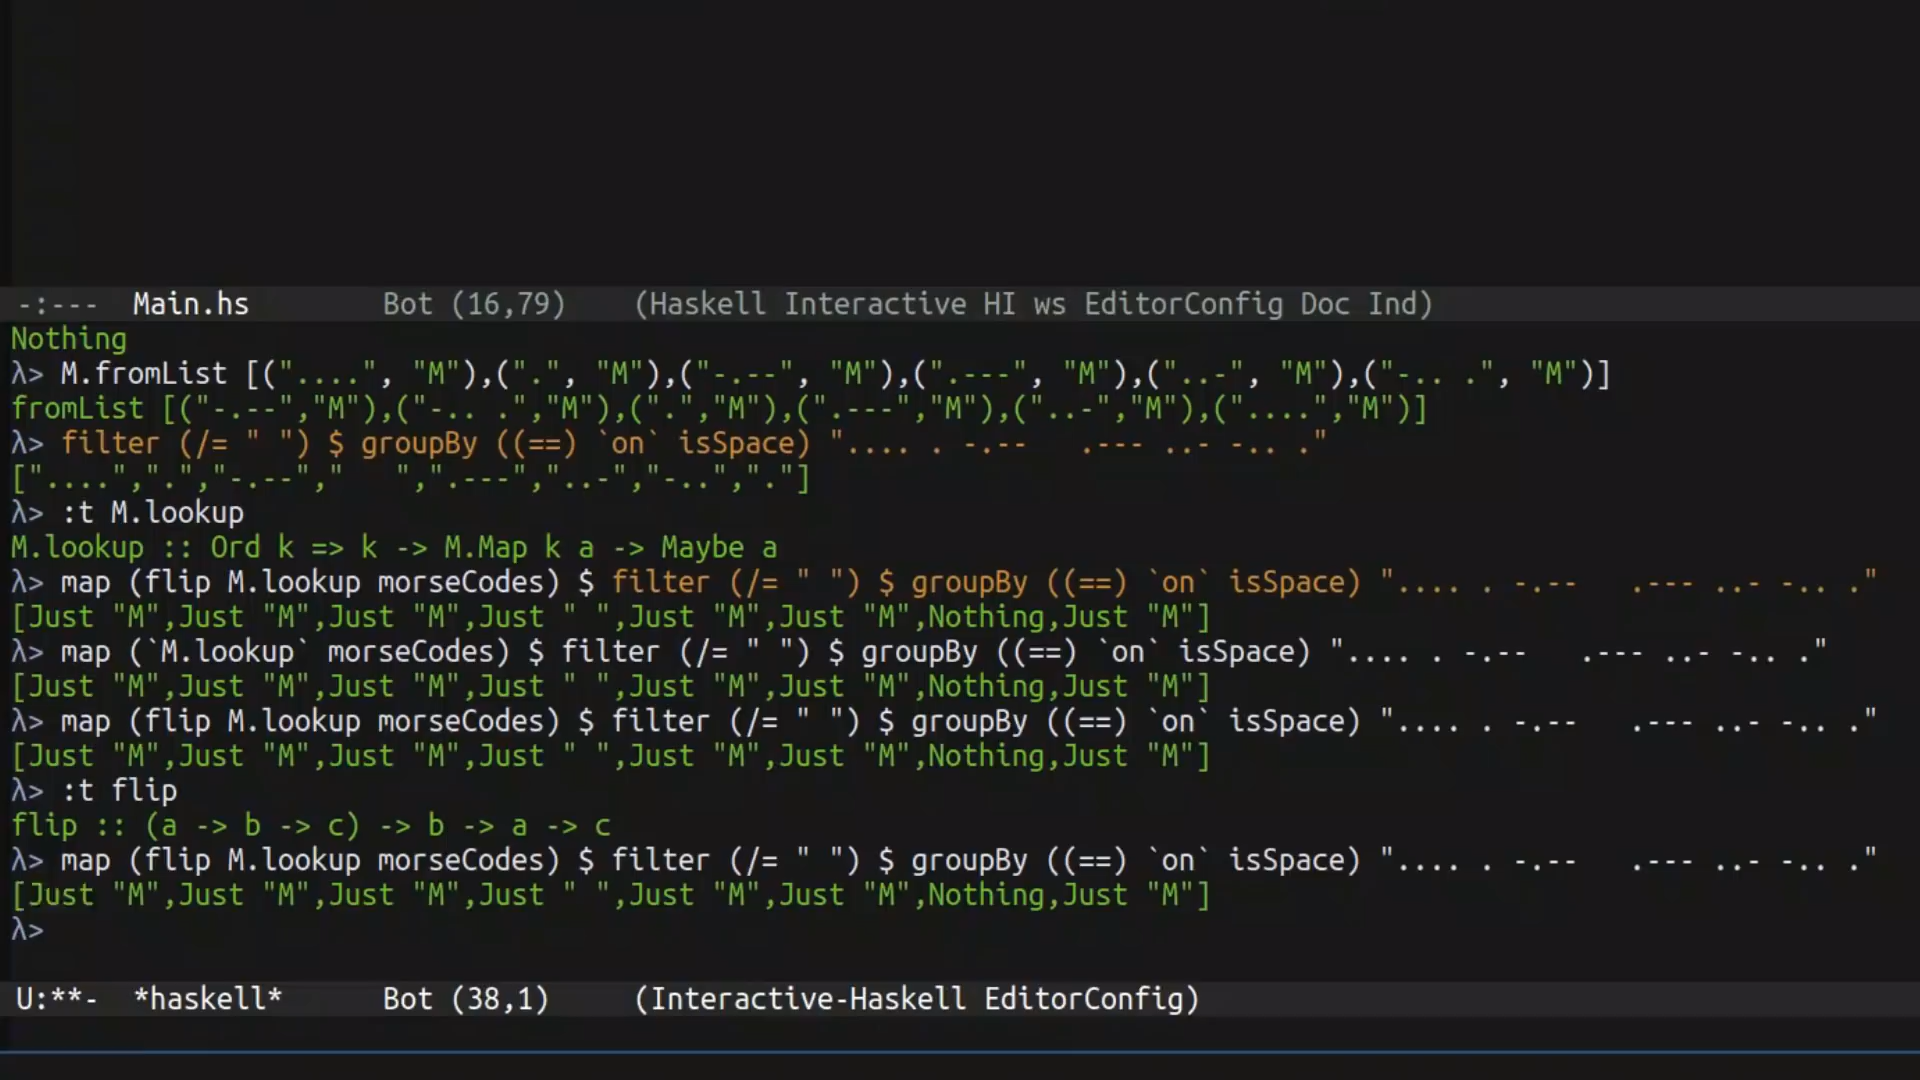 -:---  Main.hs        Bot (16,79)    (Haskell Interactive HI ws EditorConfig Doc Ind)
Nothing
λ> M.fromList [("....", "M"),(".", "M"),("-.--", "M"),(".---", "M"),("..-", "M"),("-.. .", "M")]
fromList [("-.--","M"),("-.. .","M"),(".","M"),(".---","M"),("..-","M"),("....","M")]
λ> filter (/= " ") $ groupBy ((==) `on` isSpace) ".... . -.--   .--- ..- -.. ."
["....",".","-.--","   ",".---","..-","-..","."]
λ> :t M.lookup
M.lookup :: Ord k => k -> M.Map k a -> Maybe a
λ> map (flip M.lookup morseCodes) $ filter (/= " ") $ groupBy ((==) `on` isSpace) ".... . -.--   .--- ..- -.. ."
[Just "M",Just "M",Just "M",Just " ",Just "M",Just "M",Nothing,Just "M"]
λ> map (`M.lookup` morseCodes) $ filter (/= " ") $ groupBy ((==) `on` isSpace) ".... . -.--   .--- ..- -.. ."
[Just "M",Just "M",Just "M",Just " ",Just "M",Just "M",Nothing,Just "M"]
λ> map (flip M.lookup morseCodes) $ filter (/= " ") $ groupBy ((==) `on` isSpace) ".... . -.--   .--- ..- -.. ."
[Just "M",Just "M",Just "M",Just " ",Just "M",Just "M",Nothing,Just "M"]
λ> :t flip
flip :: (a -> b -> c) -> b -> a -> c
λ> map (flip M.lookup morseCodes) $ filter (/= " ") $ groupBy ((==) `on` isSpace) ".... . -.--   .--- ..- -.. ."
[Just "M",Just "M",Just "M",Just " ",Just "M",Just "M",Nothing,Just "M"]
λ>
U:**-  *haskell*      Bot (38,1)     (Interactive-Haskell EditorConfig)